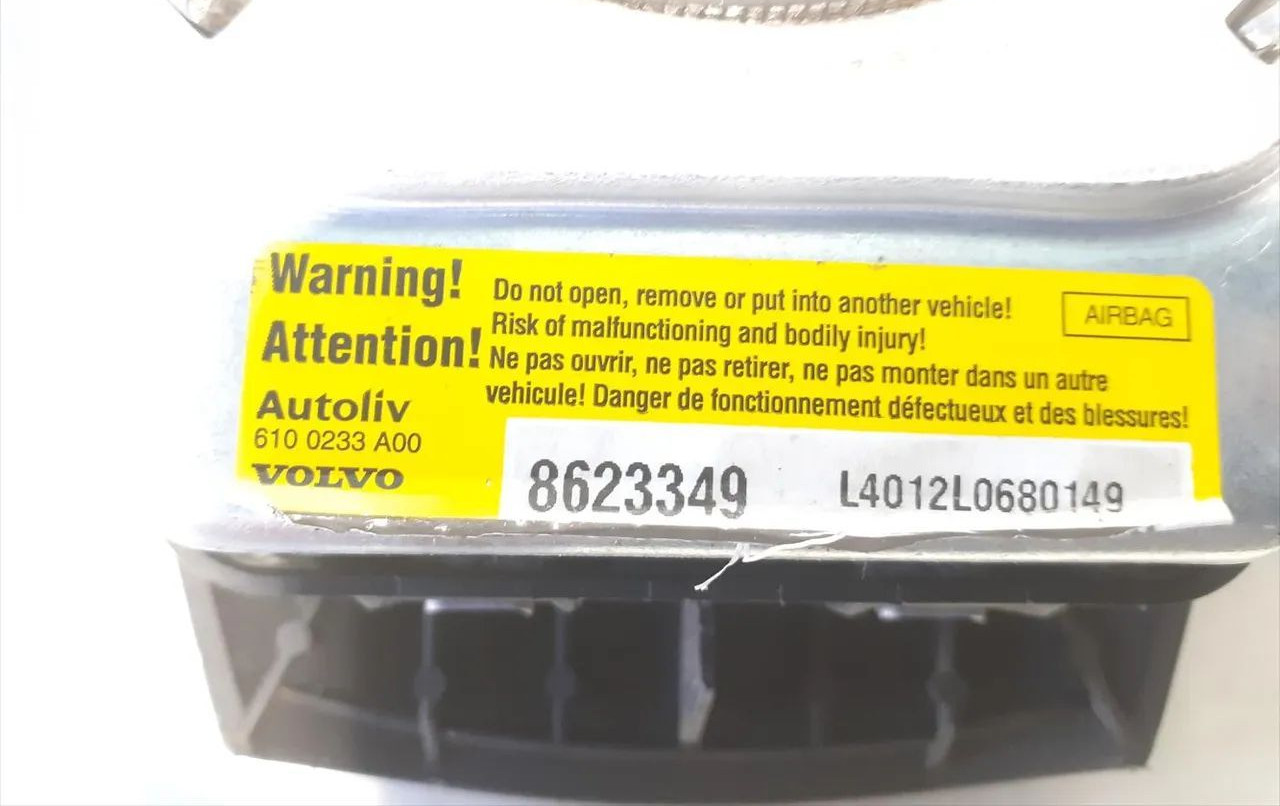 Warning!
Attention!
Do not open, remove or put into another vehicle!
Risk of malfunctioning and bodily injury!
Ne pas ouvrir, ne pas retirer, ne pas monter dans un autre
vehicule! Danger de fonctionnement défectueux et des blessures!
AIRBAG
Autoliv
610 0233 A00
VOLVO
8623349
L4012L0680149